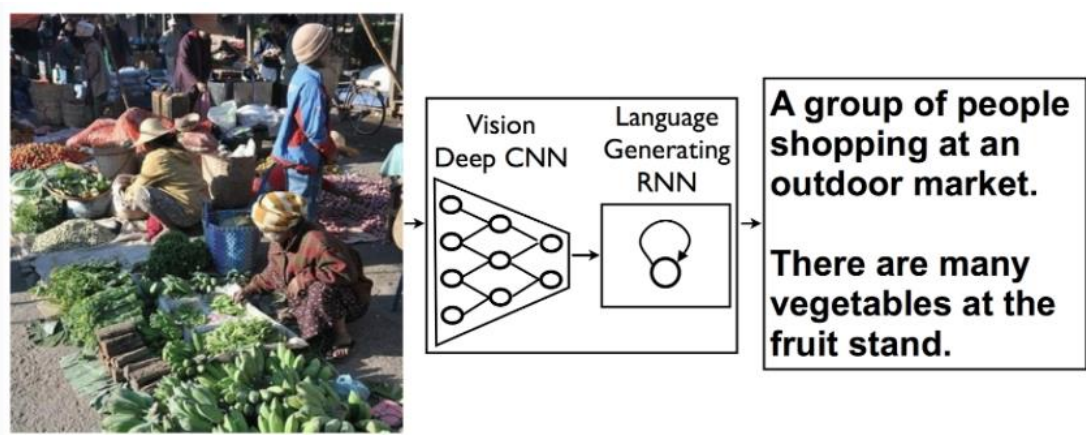 Vision
Deep CNN
Language
Generating
RNN
A group of people
shopping at an
outdoor market.
There are many
vegetables at the
fruit stand.